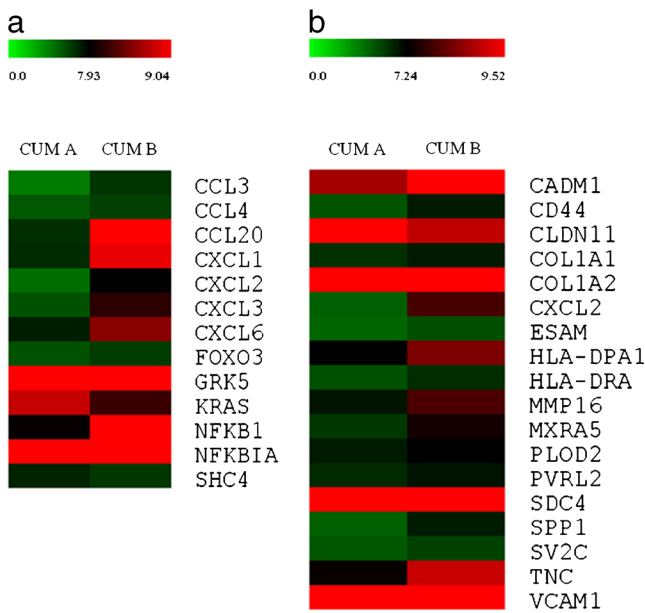 a
0.0 7.93 9.04
CUM A CUM B
CCL3
CCL4
CCL20
CXCL1
CXCL2
CXCL3
CXCL6
FOXO3
GRK5
KRAS
NFKB1
NFKBIA
SHC4
b
0.0 7.24 9.52
CUM A CUM B
CADM1
CD44
CLDN11
COL1A1
COL1A2
CXCL2
ESAM
HLA-DPA1
HLA-DRA
MMP16
MXRA5
PLOD2
PVRL2
SDC4
SPP1
SV2C
TNC
VCAM1